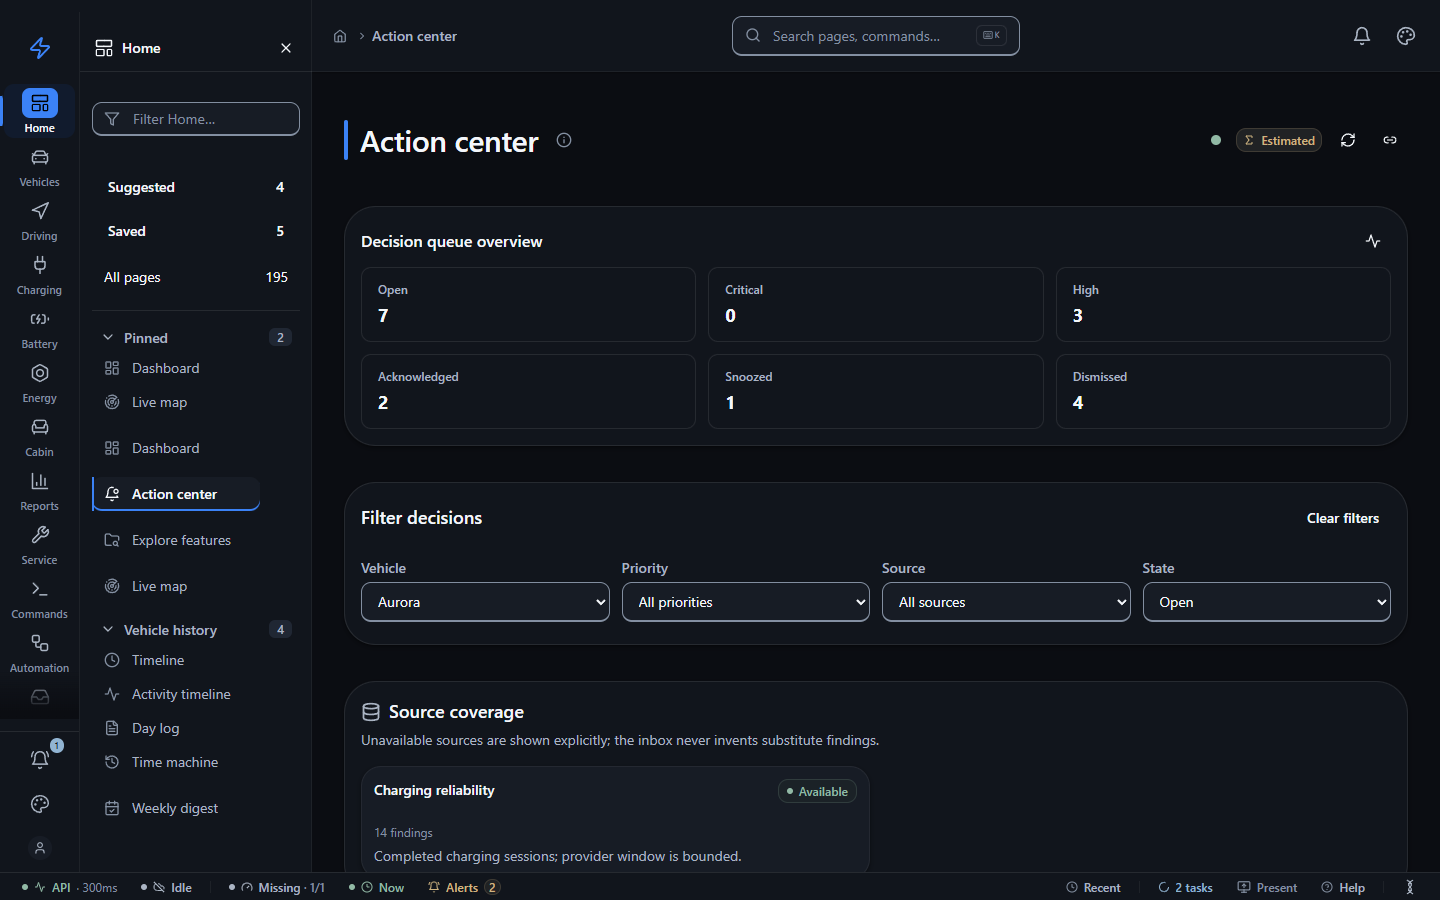 Home
Vehicles
Driving
Charging
Battery
Energy
Cabin
Reports
Service
Commands
Automation
1
Home
Filter Home...
Suggested 4
Saved 5
All pages 195
Pinned 2
Dashboard
Live map
Dashboard
Action center
Explore features
Live map
Vehicle history 4
Timeline
Activity timeline
Day log
Time machine
Weekly digest
Action center
Search pages, commands... K
Action center
Σ Estimated
Decision queue overview
Open
7
Critical
0
High
3
Acknowledged
2
Snoozed
1
Dismissed
4
Filter decisions
Clear filters
Vehicle
Aurora
Priority
All priorities
Source
All sources
State
Open
Source coverage
Unavailable sources are shown explicitly; the inbox never invents substitute findings.
Charging reliability
Available
14 findings
Completed charging sessions; provider window is bounded.
API · 300ms
Idle
Missing · 1/1
Now
Alerts 2
Recent
2 tasks
Present
Help